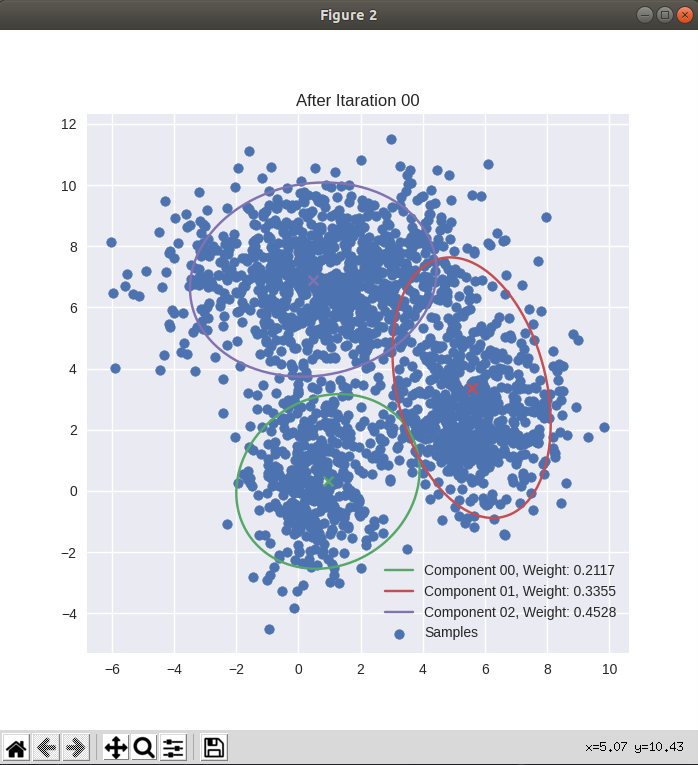 Figure 2
After Itaration 00
12
10
8
6
4
2
0
−2
−4
−6 −4 −2 0 2 4 6 8 10
Component 00, Weight: 0.2117
Component 01, Weight: 0.3355
Component 02, Weight: 0.4528
Samples
x=5.07 y=10.43